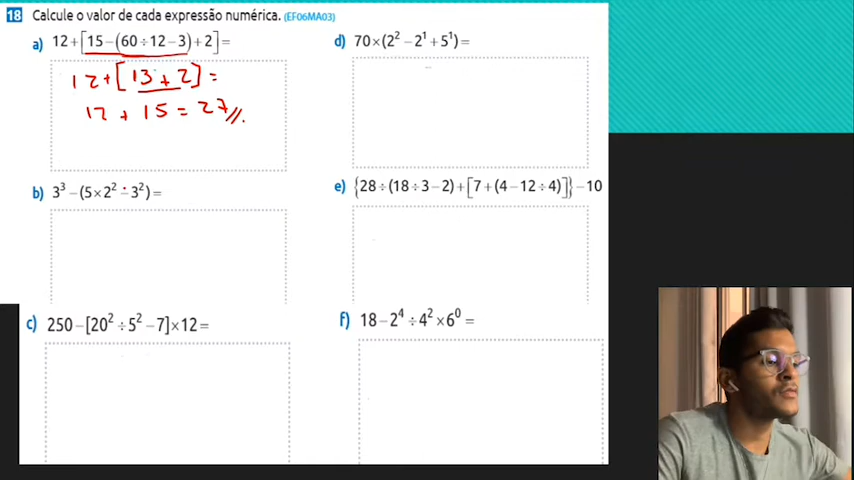 18 Calcule o valor de cada expressão numérica. (EF06MA03)
a) 12+[15−(60÷12−3)+2]=
12+[13+2]=
12 + 15 = 27//.
b) 3³−(5×2²−3²)=
c) 250−[20²÷5²−7]×12=
d) 70×(2²−2¹+5¹)=
e) {28÷(18÷3−2)+[7+(4−12÷4)]}−10
f) 18−2⁴÷4²×6⁰=